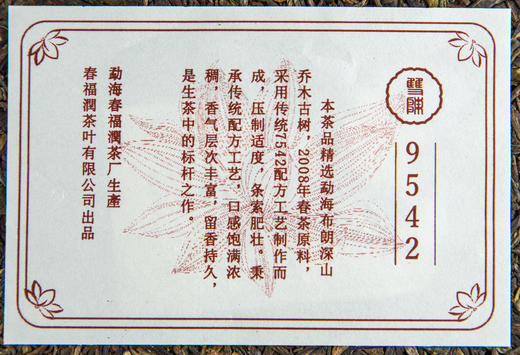 雙陳
9542
本茶品精选勐海布朗深山
乔木古树，2008年春茶原料，
采用传统7542配方工艺制作而
成，压制适度，条索肥壮。秉
承传统配方工艺，口感饱满浓
稠，香气层次丰富，留香持久，
是生茶中的标杆之作。
勐海春福潤茶厂生產
春福潤茶叶有限公司出品